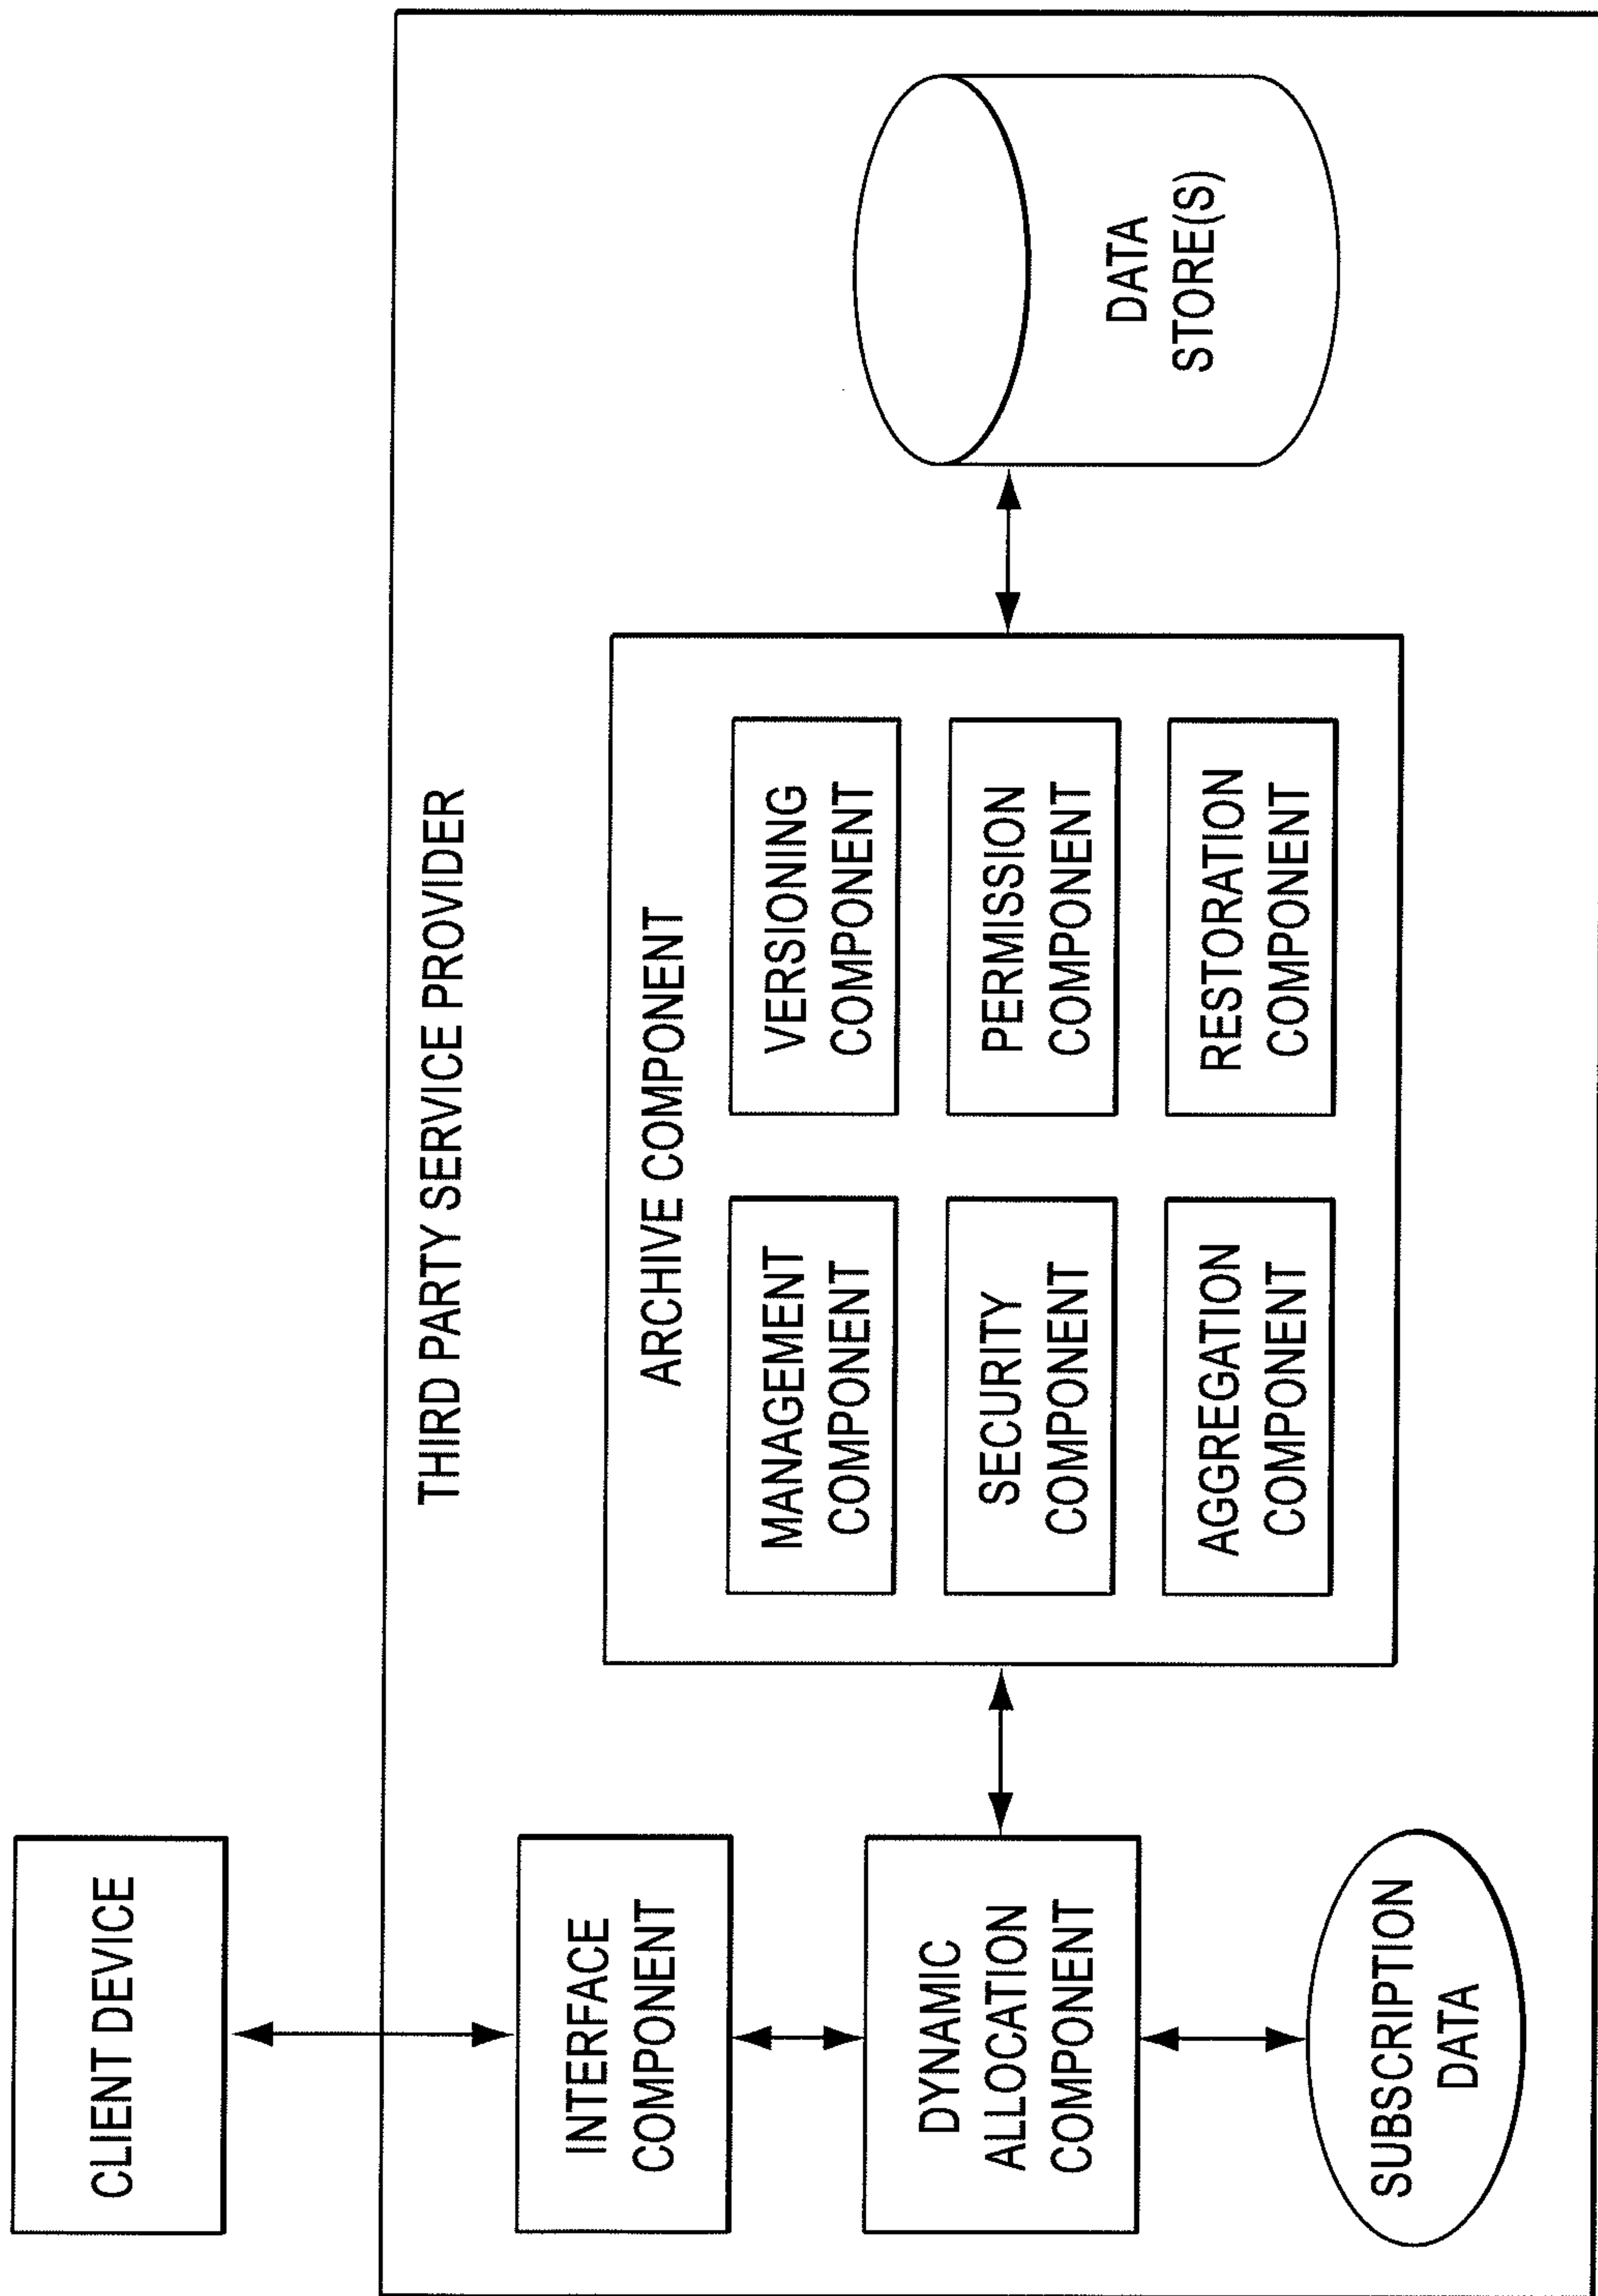 CLIENT DEVICE
THIRD PARTY SERVICE PROVIDER
INTERFACE
COMPONENT
DYNAMIC
ALLOCATION
COMPONENT
SUBSCRIPTION
DATA
ARCHIVE COMPONENT
MANAGEMENT
COMPONENT
VERSIONING
COMPONENT
SECURITY
COMPONENT
PERMISSION
COMPONENT
AGGREGATION
COMPONENT
RESTORATION
COMPONENT
DATA
STORE(S)